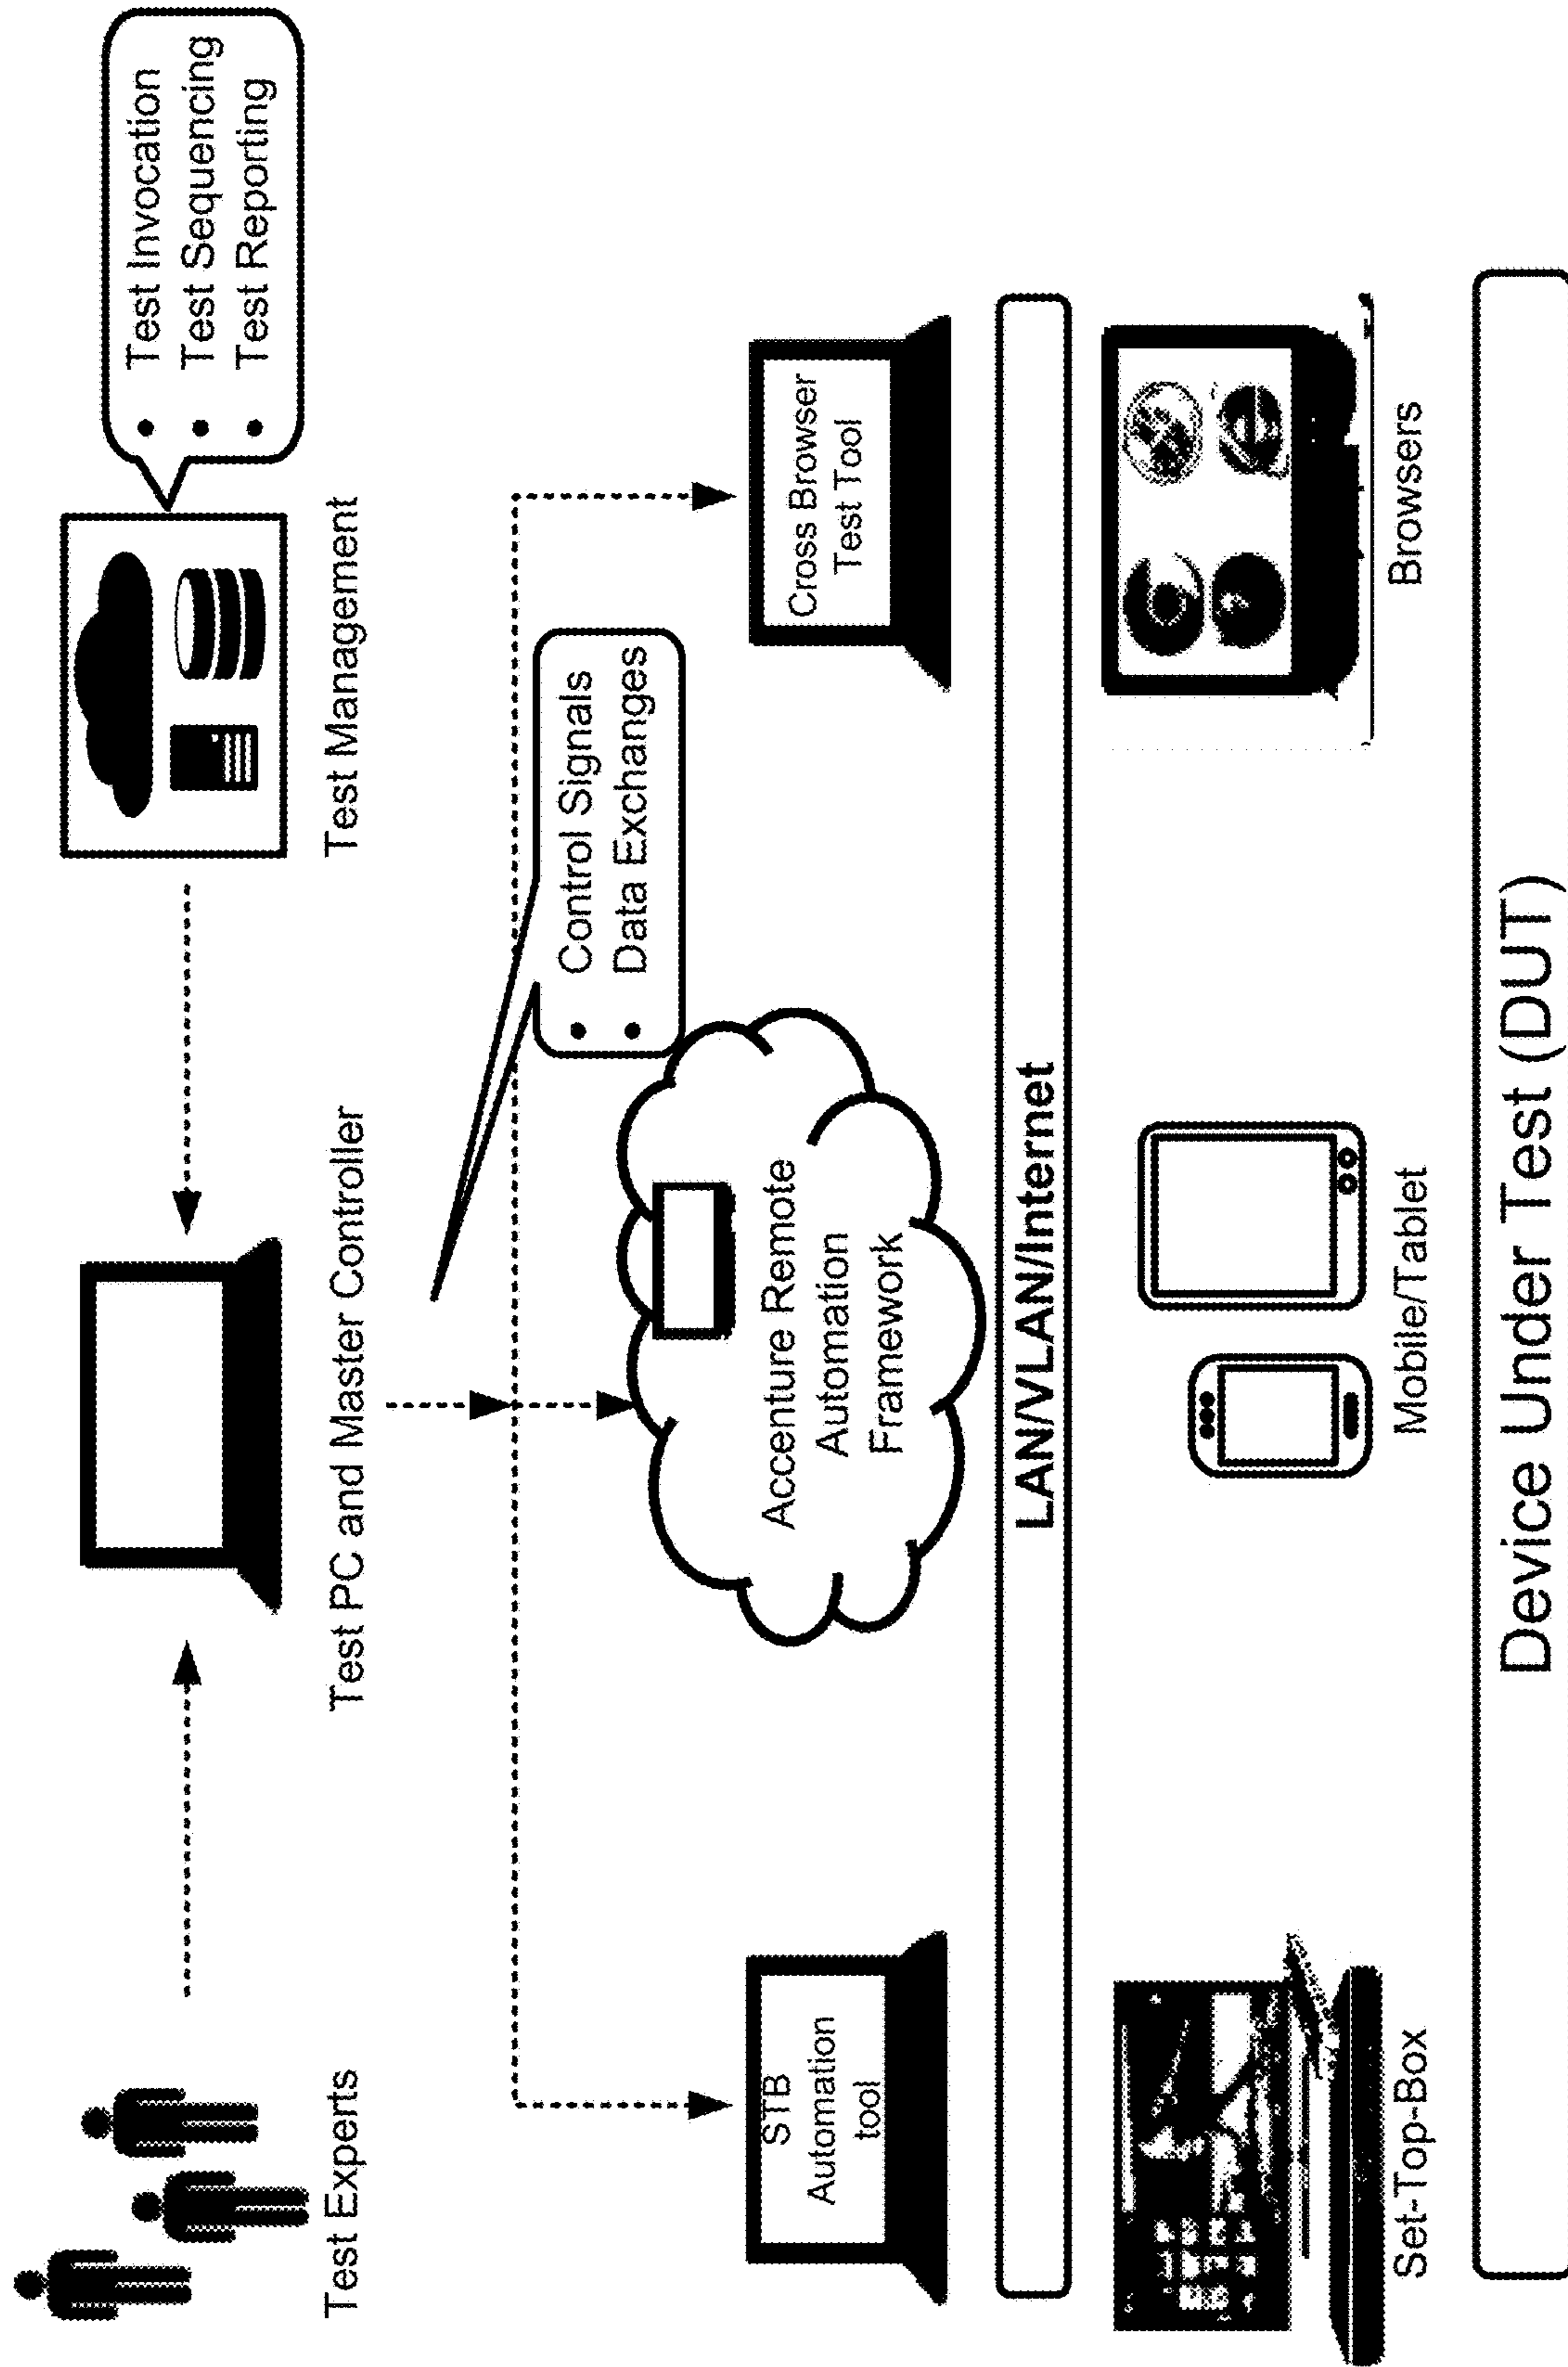 Test Invocation
Test Sequencing
Test Reporting
Test Experts
Test PC and Master Controller
Test Management
Control Signals
Data Exchanges
STB
Automation
tool
Accenture Remote
Automation
Framework
Cross Browser
Test Tool
LAN/VLAN/Internet
Set-Top-Box
Mobile/Tablet
Browsers
Device Under Test (DUT)